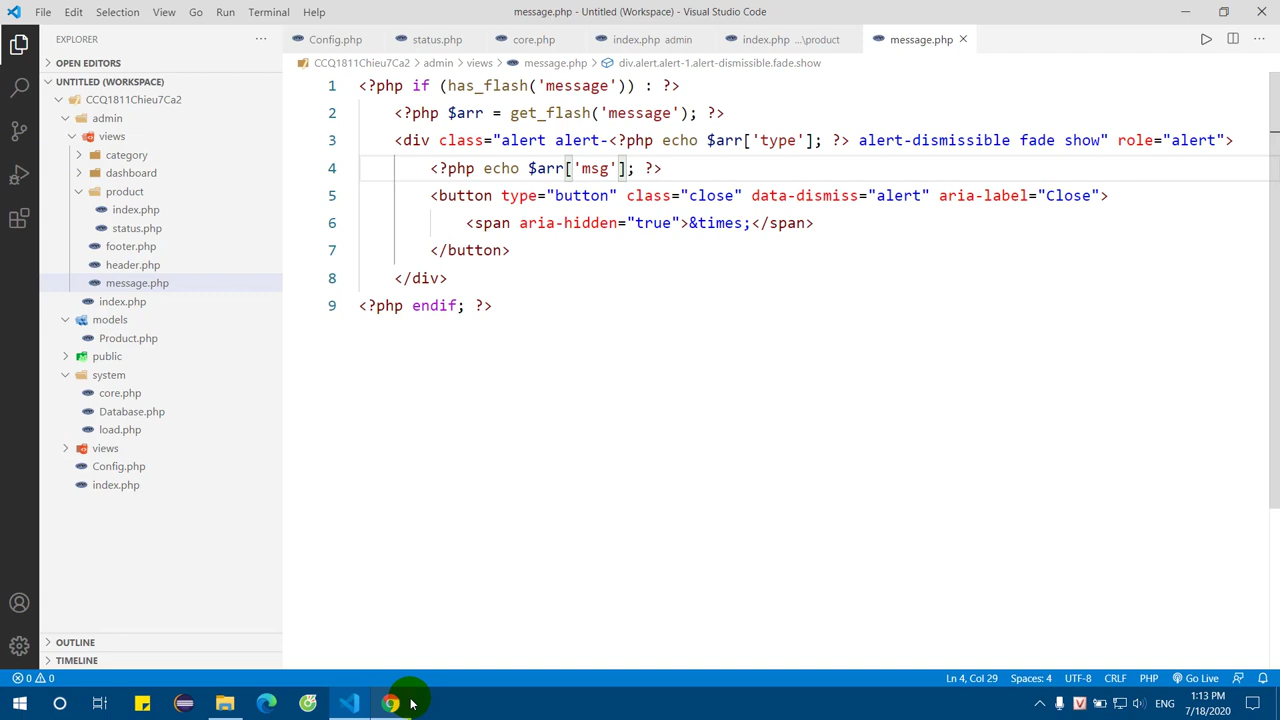 File Edit Selection View Go Run Terminal Help
message.php - Untitled (Workspace) - Visual Studio Code
EXPLORER
OPEN EDITORS
UNTITLED (WORKSPACE)
CCQ1811Chieu7Ca2
admin
views
category
dashboard
product
index.php
status.php
footer.php
header.php
message.php
index.php
models
Product.php
public
system
core.php
Database.php
load.php
views
Config.php
index.php
OUTLINE
TIMELINE
Config.php status.php core.php index.php admin index.php ...\product message.php
CCQ1811Chieu7Ca2 > admin > views > message.php > div.alert.alert-1.alert-dismissible.fade.show
1 <?php if (has_flash('message')) : ?>
2 <?php $arr = get_flash('message'); ?>
3 <div class="alert alert-<?php echo $arr['type']; ?> alert-dismissible fade show" role="alert">
4 <?php echo $arr['msg']; ?>
5 <button type="button" class="close" data-dismiss="alert" aria-label="Close">
6 <span aria-hidden="true">&times;</span>
7 </button>
8 </div>
9 <?php endif; ?>
0 0 Ln 4, Col 29 Spaces: 4 UTF-8 CRLF PHP Go Live
ENG
1:13 PM
7/18/2020